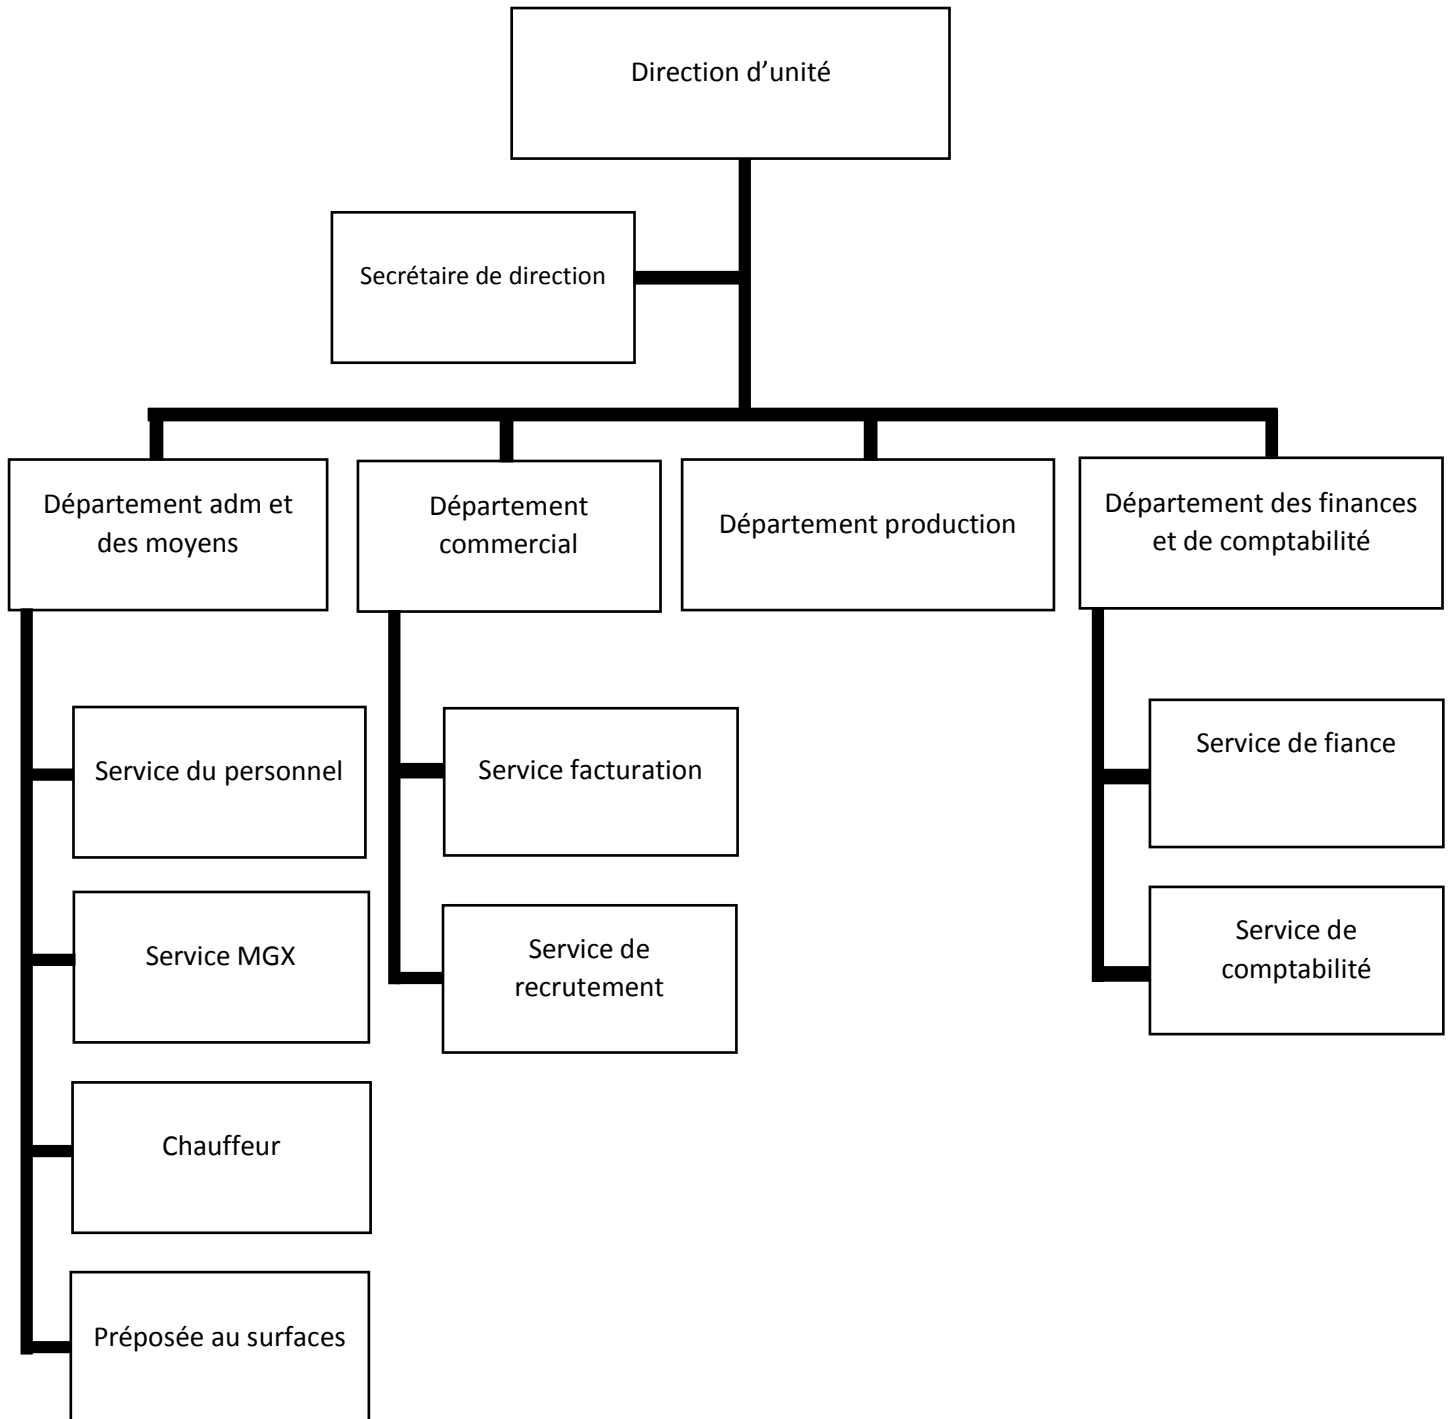 Direction d’unité
Secrétaire de direction
Département adm et
des moyens
Département
commercial
Département production
Département des finances
et de comptabilité
Service du personnel
Service MGX
Chauffeur
Préposée au surfaces
Service facturation
Service de
recrutement
Service de fiance
Service de
comptabilité